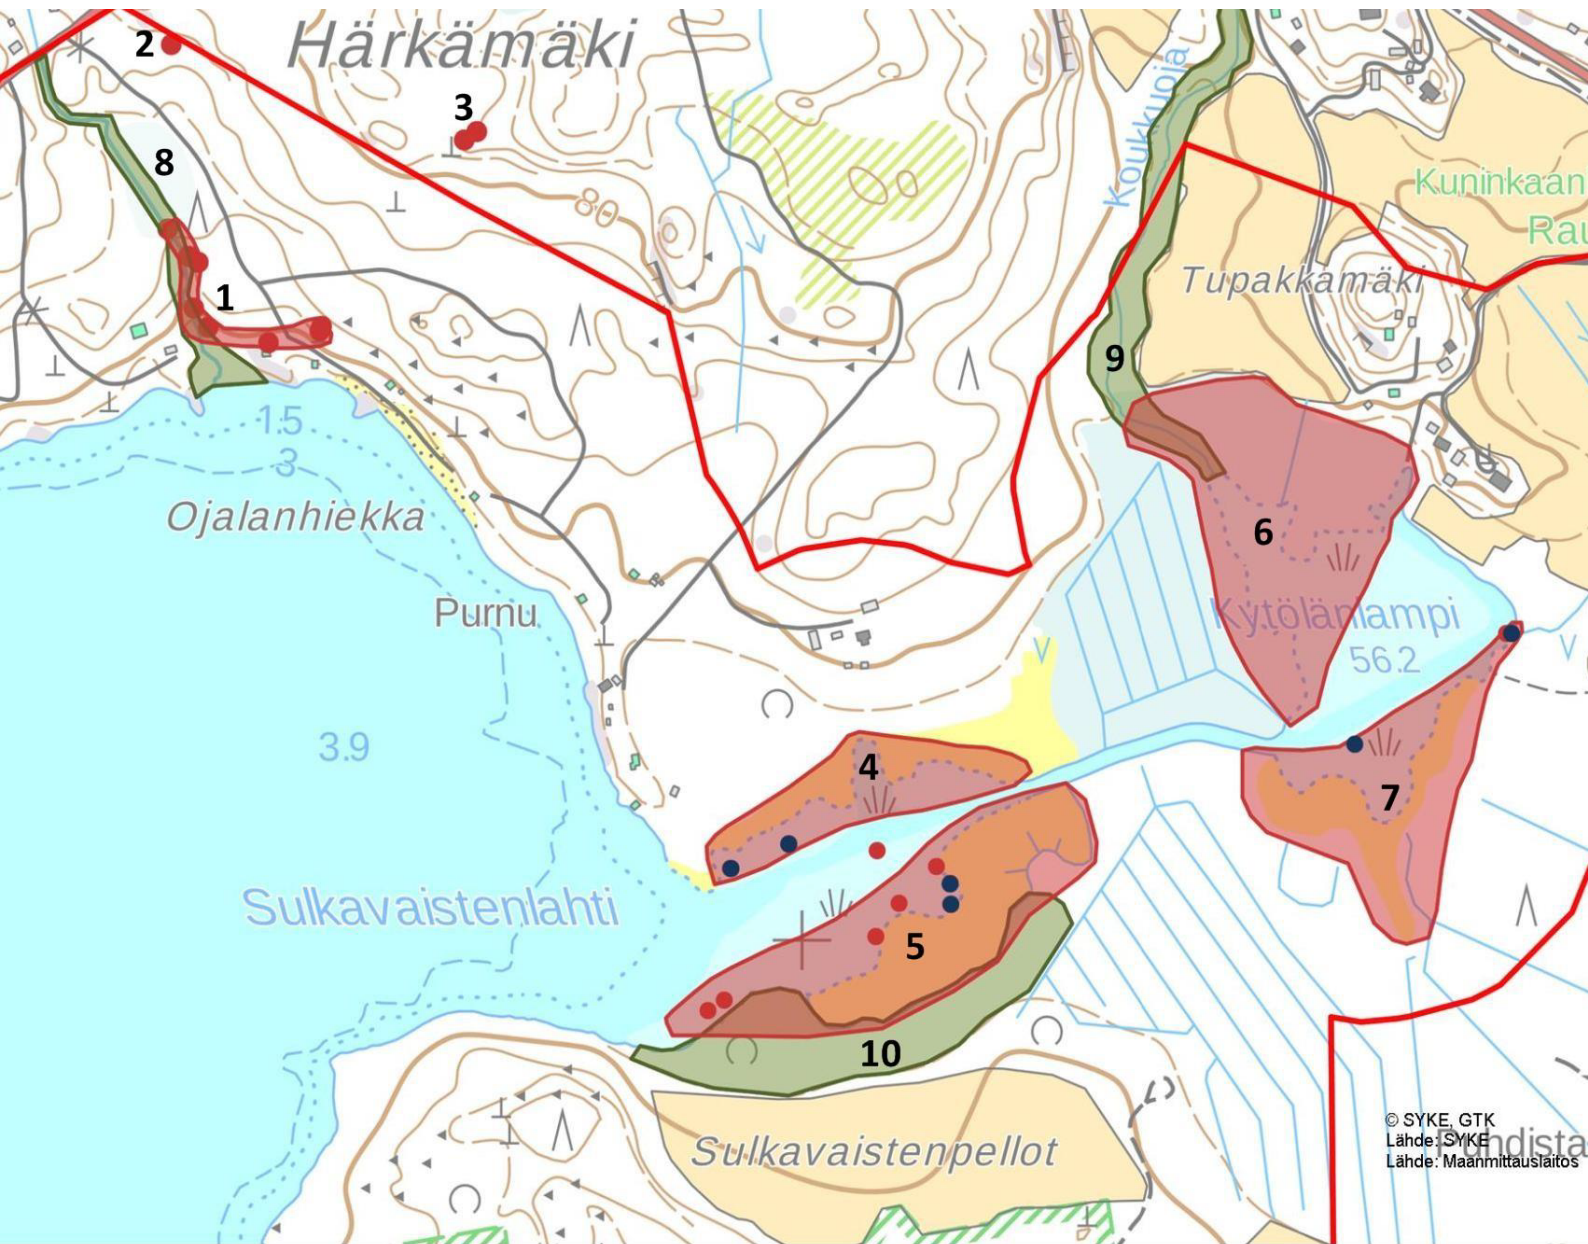 2
Härkämäki
3
8
80
Koukkuoja
Kuninkaan
Rau
Tupakkamäki
1
9
1.5
3
Ojalanhiekka
6
Purnu
Kytölänlampi
56.2
3.9
4
7
Sulkavaistenlahti
5
10
© SYKE, GTK
Lähde: SYKE
Lähde: Maanmittauslaitos
Sulkavaistenpellot